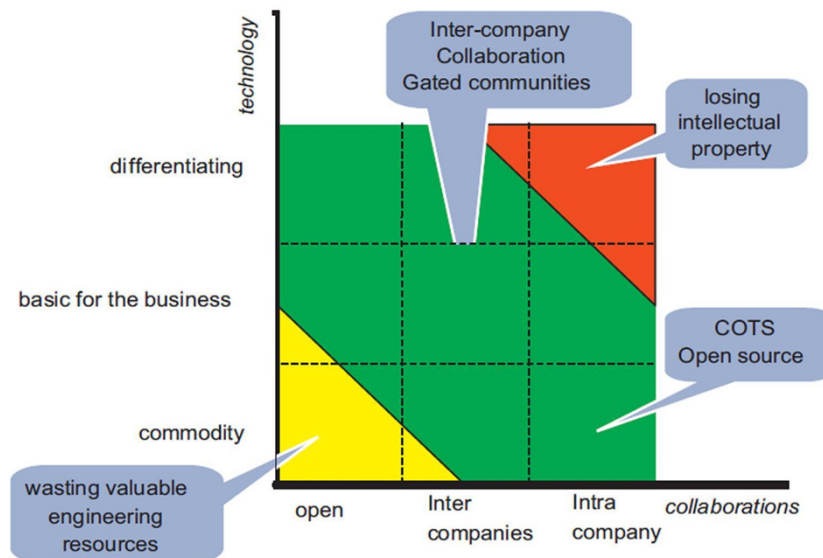 technology
Inter-company
Collaboration
Gated communities
losing
intellectual
property
differentiating
basic for the business
COTS
Open source
commodity
wasting valuable
engineering
resources
open
Inter
companies
Intra
company
collaborations